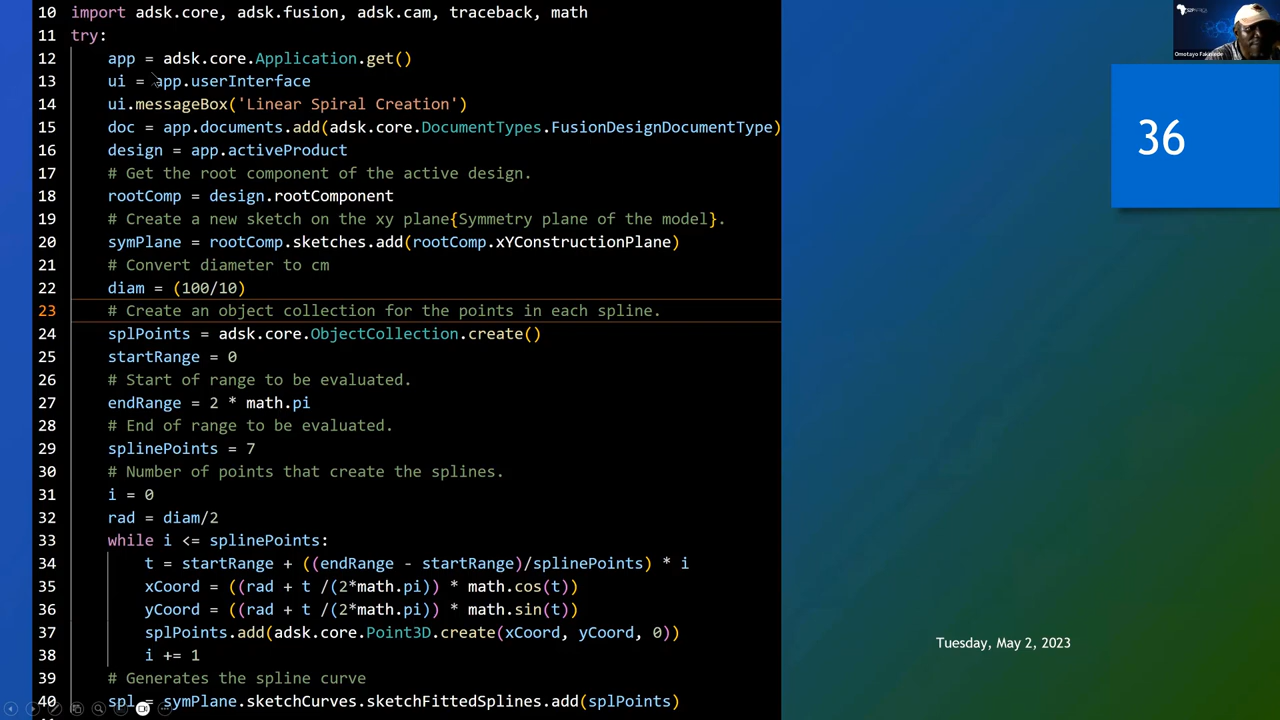 10 import adsk.core, adsk.fusion, adsk.cam, traceback, math
11 try:
12 app = adsk.core.Application.get()
13 ui = app.userInterface
14 ui.messageBox('Linear Spiral Creation')
15 doc = app.documents.add(adsk.core.DocumentTypes.FusionDesignDocumentType)
16 design = app.activeProduct
17 # Get the root component of the active design.
18 rootComp = design.rootComponent
19 # Create a new sketch on the xy plane{Symmetry plane of the model}.
20 symPlane = rootComp.sketches.add(rootComp.xYConstructionPlane)
21 # Convert diameter to cm
22 diam = (100/10)
23 # Create an object collection for the points in each spline.
24 splPoints = adsk.core.ObjectCollection.create()
25 startRange = 0
26 # Start of range to be evaluated.
27 endRange = 2 * math.pi
28 # End of range to be evaluated.
29 splinePoints = 7
30 # Number of points that create the splines.
31 i = 0
32 rad = diam/2
33 while i <= splinePoints:
34 t = startRange + ((endRange - startRange)/splinePoints) * i
35 xCoord = ((rad + t /(2*math.pi)) * math.cos(t))
36 yCoord = ((rad + t /(2*math.pi)) * math.sin(t))
37 splPoints.add(adsk.core.Point3D.create(xCoord, yCoord, 0))
38 i += 1
39 # Generates the spline curve
40 spl = symPlane.sketchCurves.sketchFittedSplines.add(splPoints)
36
Tuesday, May 2, 2023